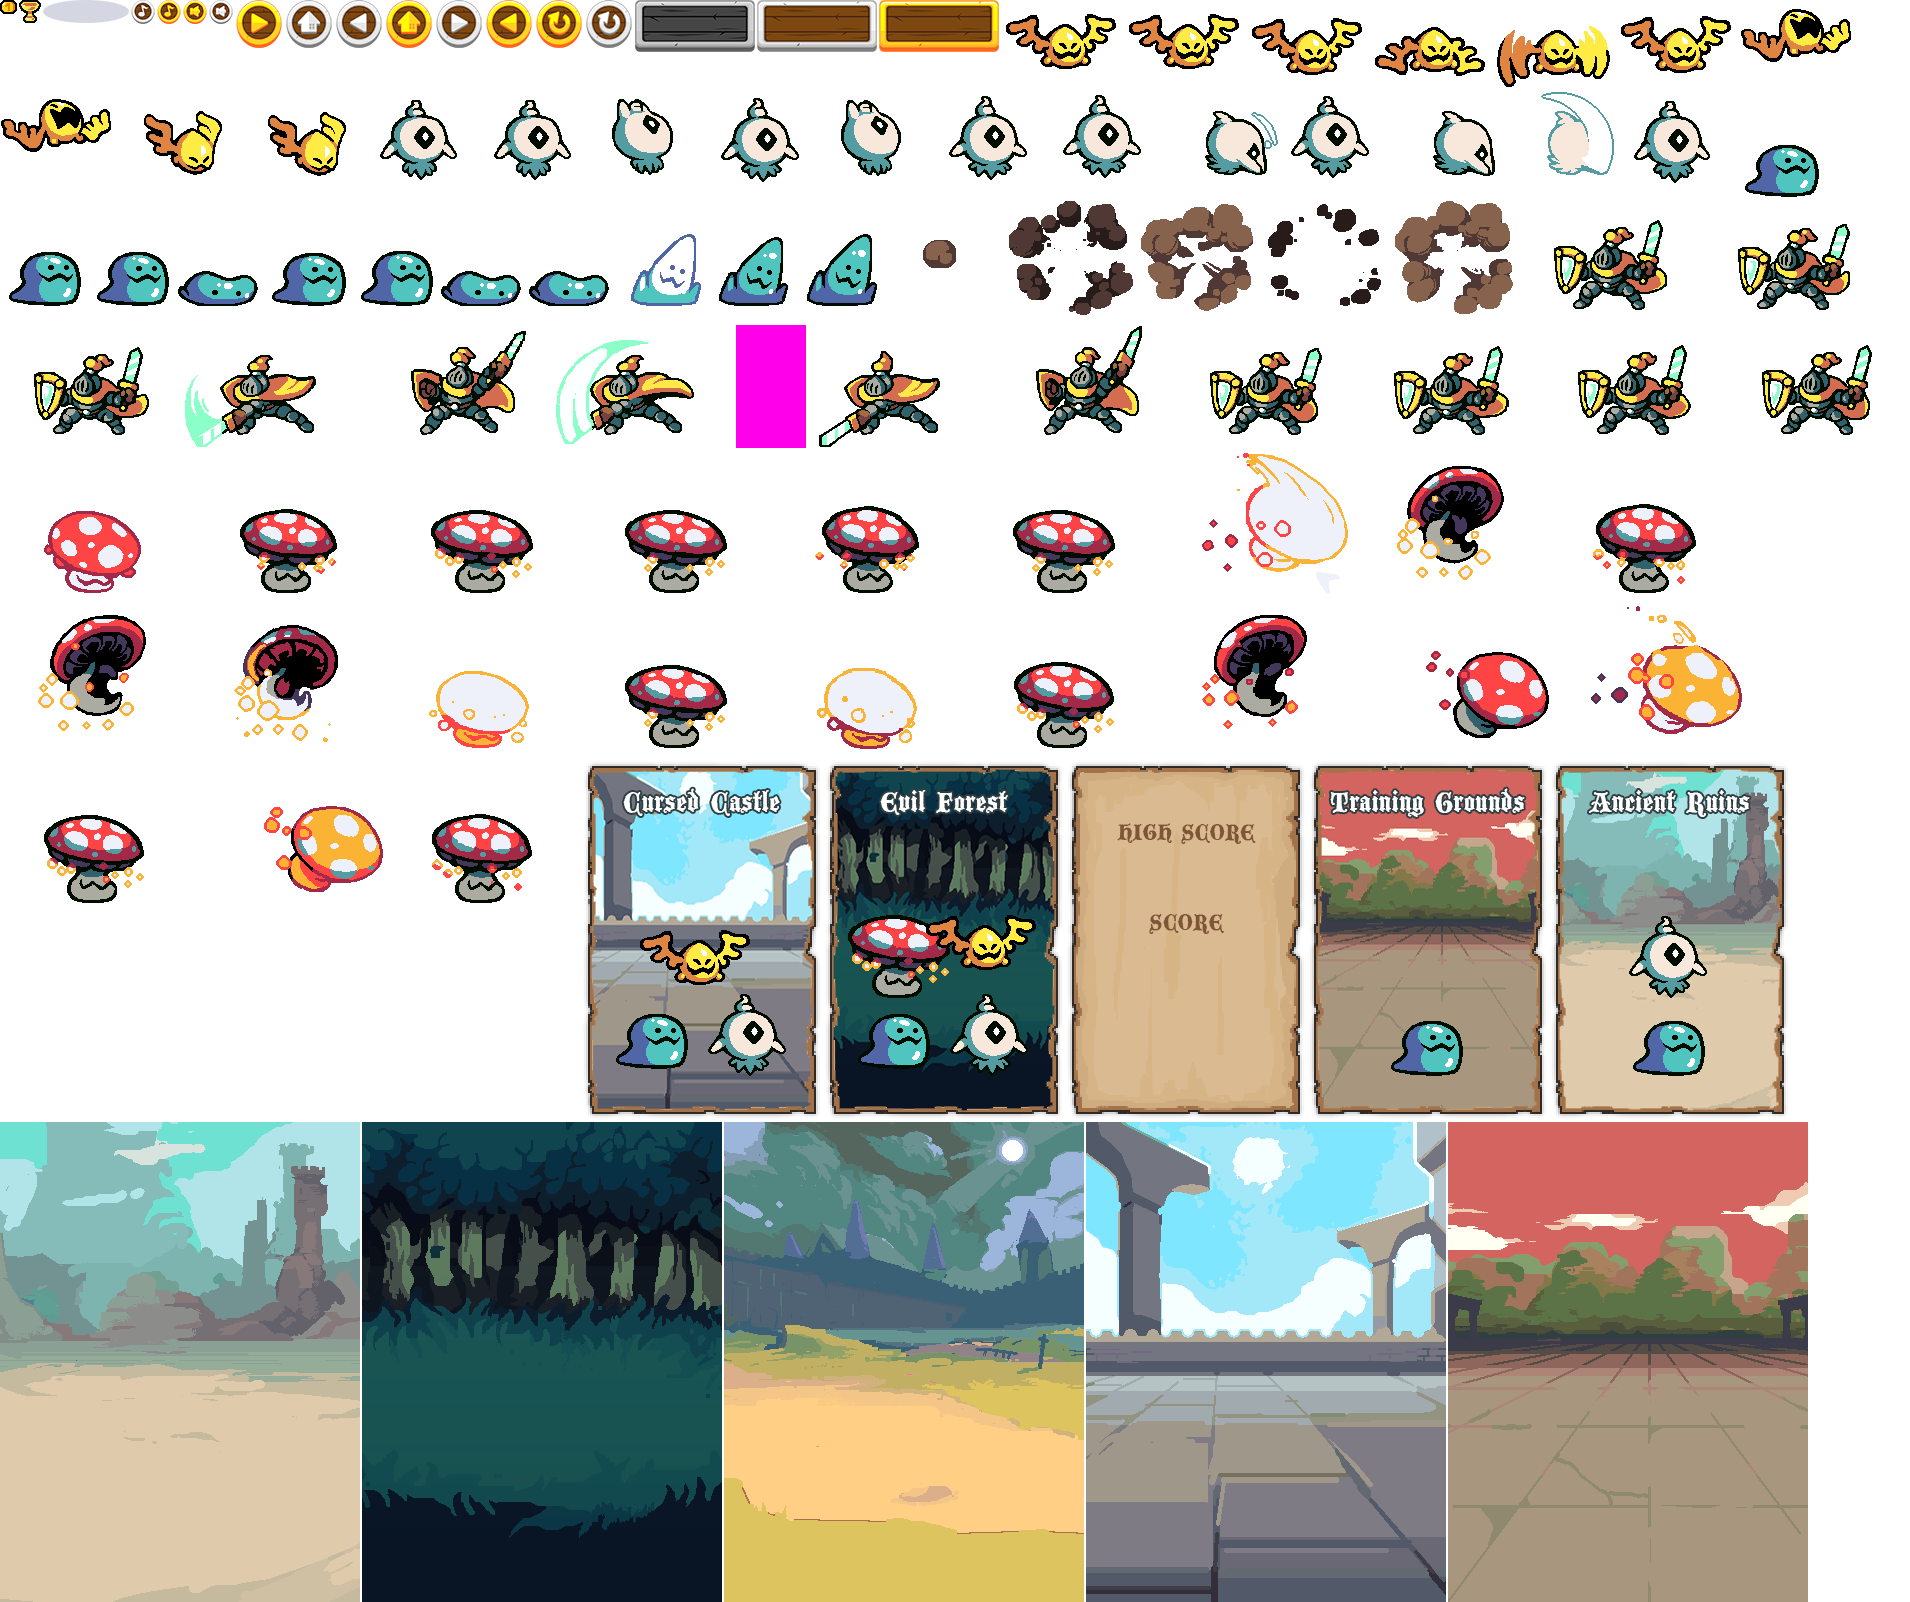 Cursed Castle
Evil Forest
HIGH SCORE
SCORE
Training Grounds
Ancient Ruins